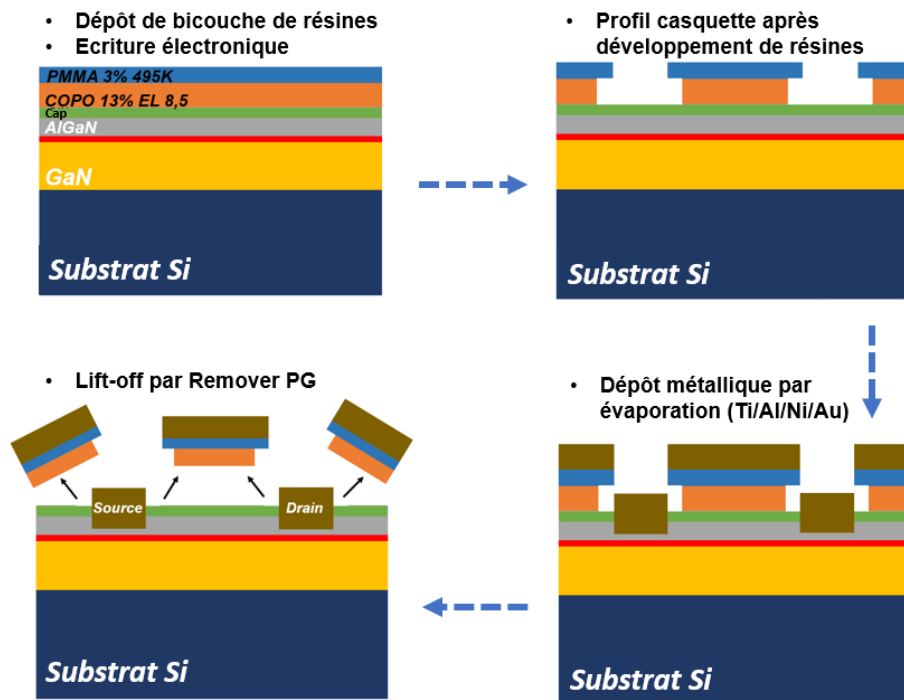 • Dépôt de bicouche de résines
• Ecriture électronique
PMMA 3% 495K
COPO 13% EL 8,5
Cap
AlGaN
GaN
Substrat Si
• Profil casquette après
développement de résines
• Dépôt métallique par
évaporation (Ti/Al/Ni/Au)
Substrat Si
• Lift-off par Remover PG
Source
Drain
Substrat Si